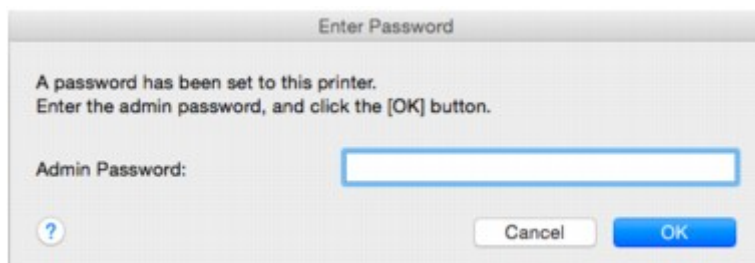 Enter Password
A password has been set to this printer.
Enter the admin password, and click the [OK] button.
Admin Password:
?
Cancel
OK